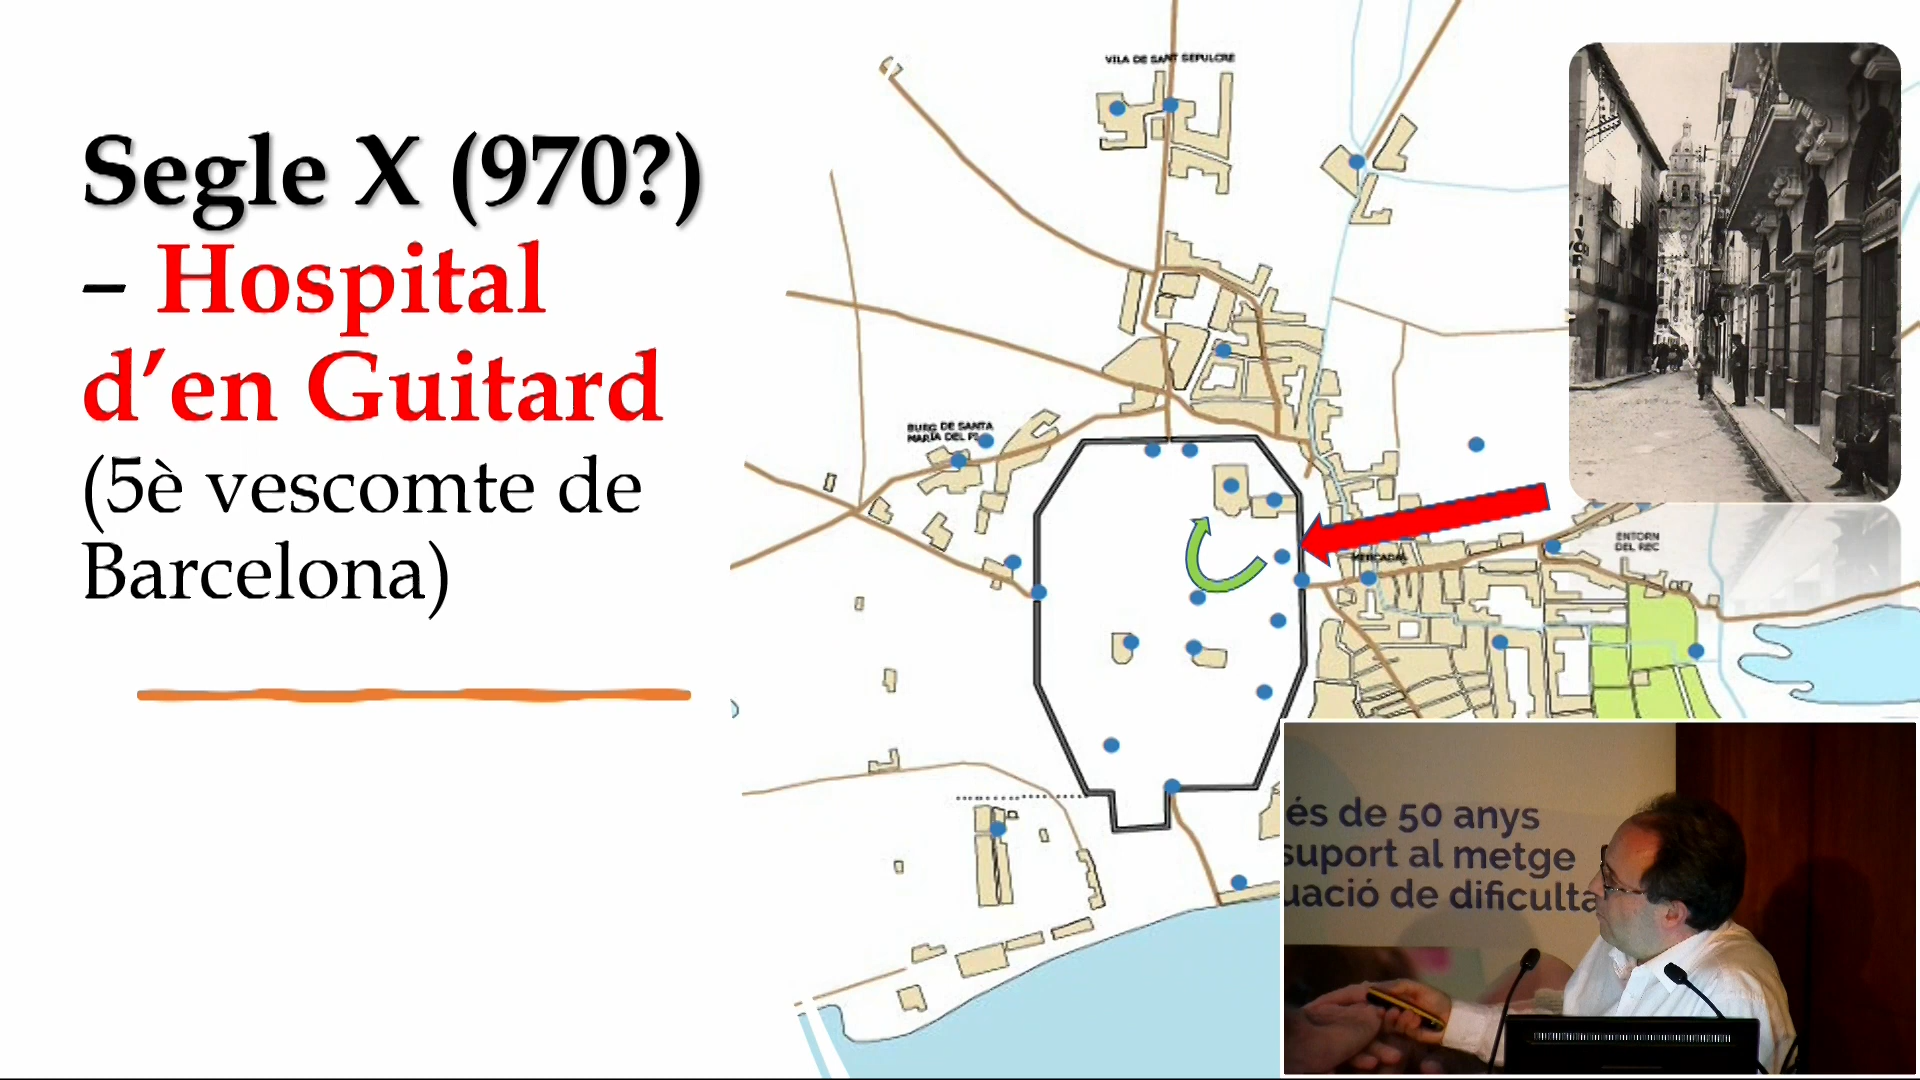 Segle X (970?)
– Hospital
d’en Guitard
(5è vescomte de
Barcelona)
VILA DE SANT SEPULCRE
BURG DE SANTA
MARIA DEL PI
MERCADAL
ENTORN
DEL REC
és de 50 anys
suport al metge
uació de dificulta